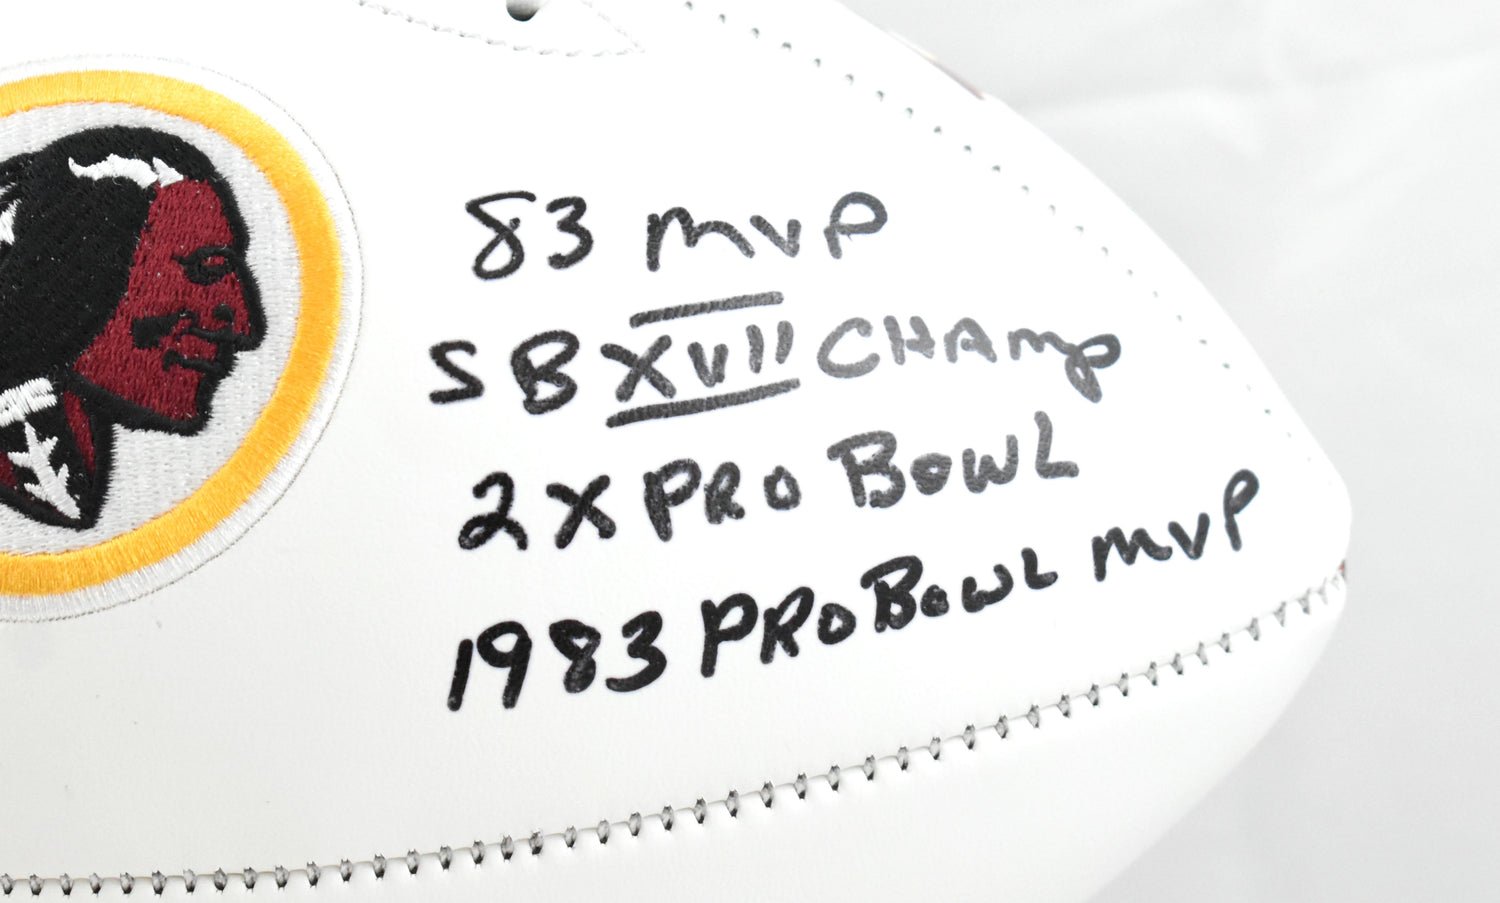 83 MVP
SB XVII CHAMP
2X PRO BOWL
1983 PRO BOWL MVP